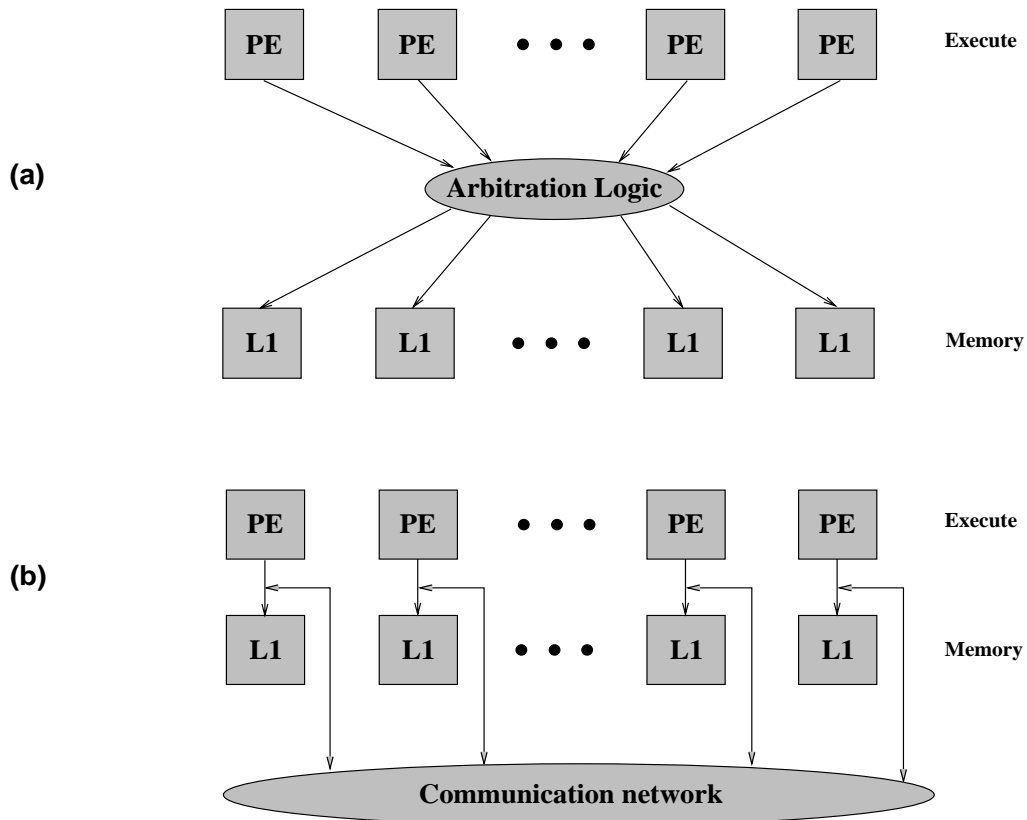 PE PE PE PE Execute
(a)
Arbitration Logic
L1 L1 L1 L1 Memory
PE PE PE PE Execute
(b)
L1 L1 L1 L1 Memory
Communication network